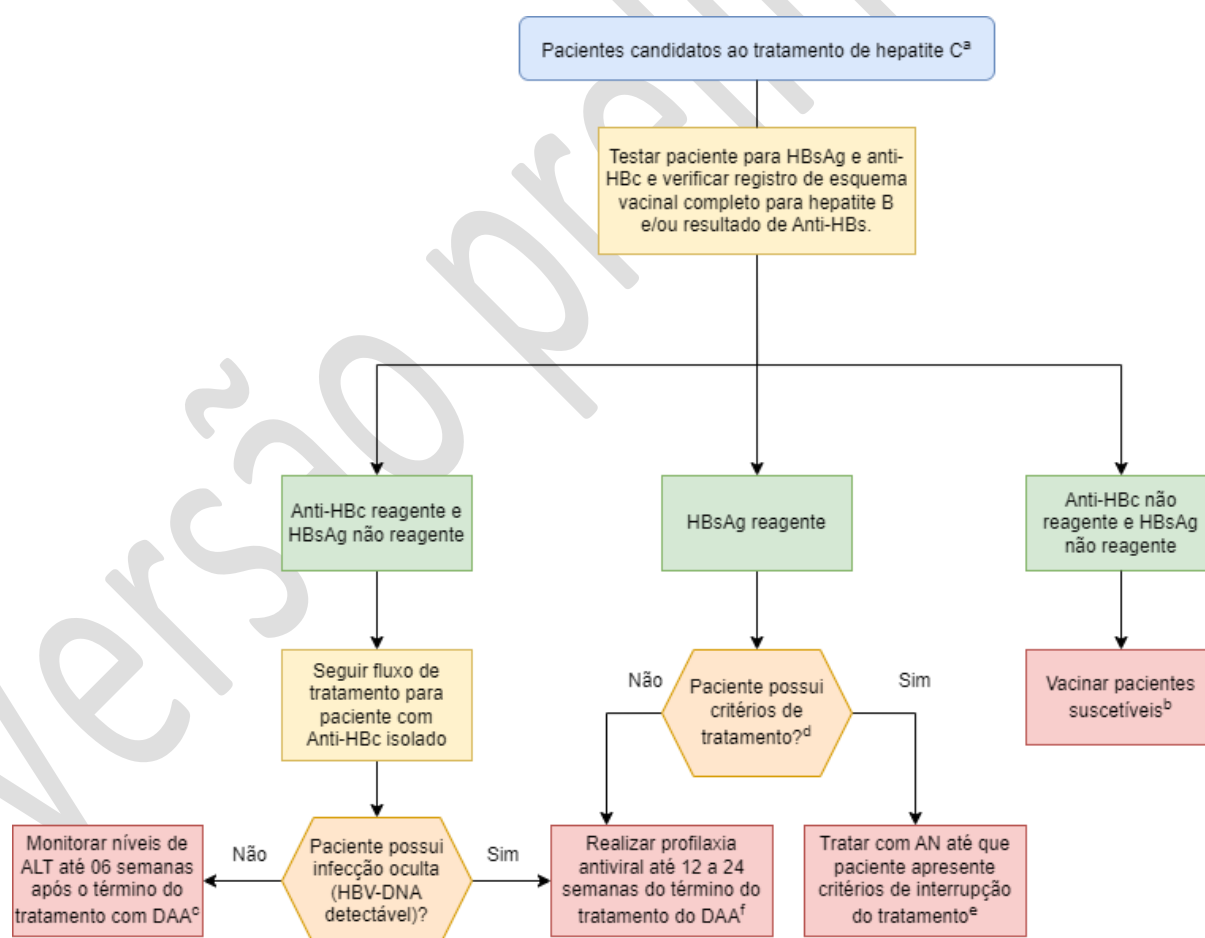 Pacientes candidatos ao tratamento de hepatite Cª
Testar paciente para HBsAg e anti-
HBc e verificar registro de esquema
vacinal completo para hepatite B
e/ou resultado de Anti-HBs.
Anti-HBc reagente e
HBsAg não reagente
HBsAg reagente
Anti-HBc não
reagente e HBsAg
não reagente
Seguir fluxo de
tratamento para
paciente com
Anti-HBc isolado
Não
Paciente possui
critérios de
tratamento?ᵈ
Sim
Vacinar pacientes
suscetíveisᵇ
Monitorar níveis de
ALT até 06 semanas
após o término do
tratamento com DAAᶜ
Não
Paciente possui
infecção oculta
(HBV-DNA
detectável)?
Sim
Realizar profilaxia
antiviral até 12 a 24
semanas do término do
tratamento do DAAᶠ
Tratar com AN até que
paciente apresente
critérios de interrupção
do tratamentoᵉ